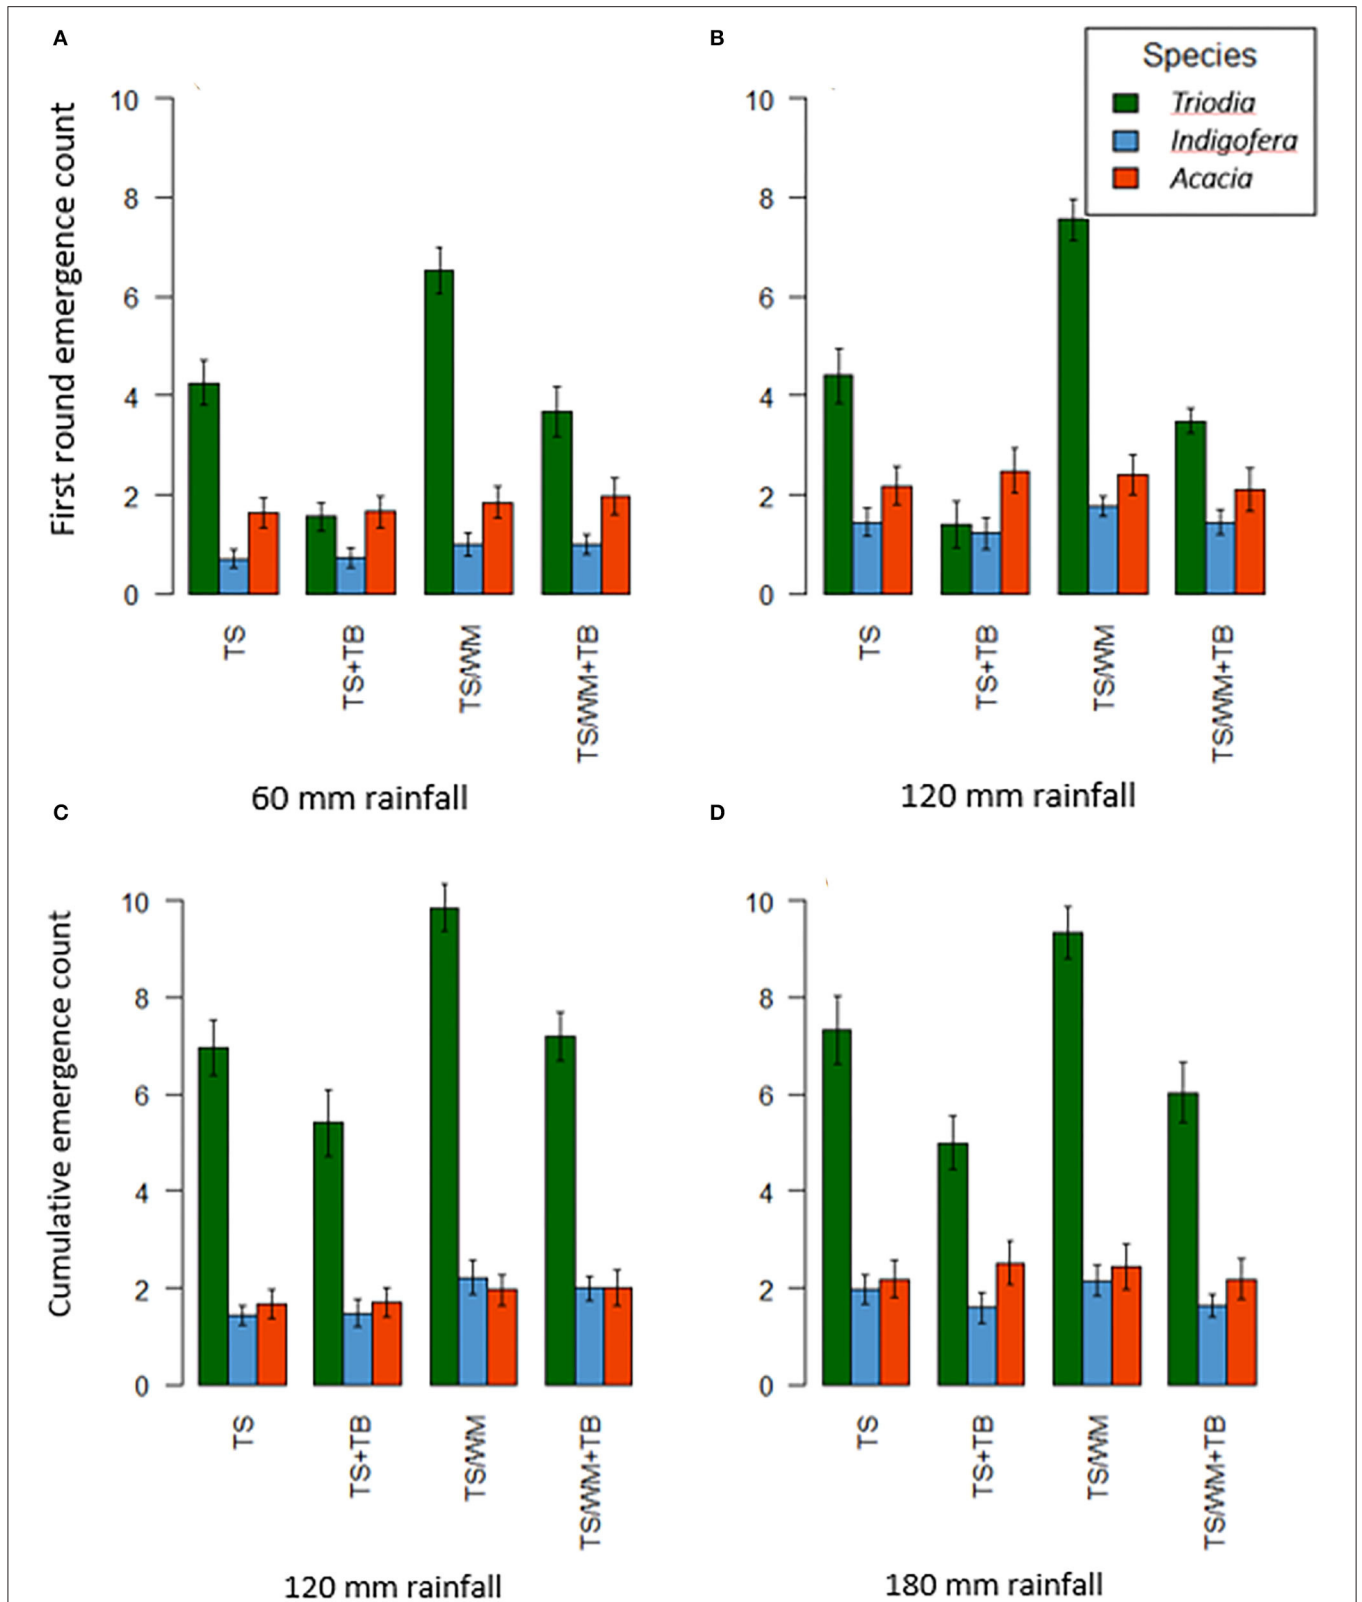 A
B
Species
Triodia
Indigofera
Acacia
First round emergence count
10
8
6
4
2
0
TS
TS+TB
TS/WM
TS/WM+TB
60 mm rainfall
10
8
6
4
2
0
TS
TS+TB
TS/WM
TS/WM+TB
120 mm rainfall
C
D
Cumulative emergence count
10
8
6
4
2
0
TS
TS+TB
TS/WM
TS/WM+TB
120 mm rainfall
10
8
6
4
2
0
TS
TS+TB
TS/WM
TS/WM+TB
180 mm rainfall